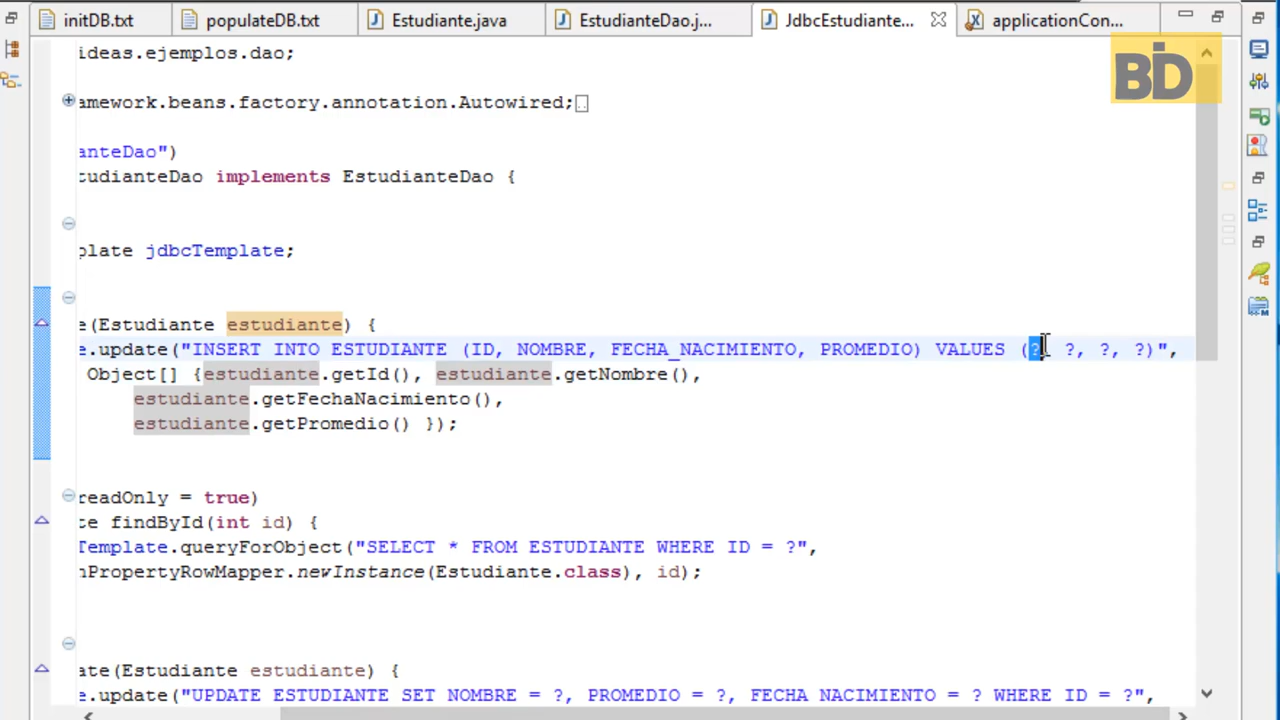 initDB.txt populateDB.txt Estudiante.java EstudianteDao.j... JdbcEstudiante... applicationCon...
BID
ideas.ejemplos.dao;
amework.beans.factory.annotation.Autowired;
anteDao")
tudianteDao implements EstudianteDao {
plate jdbcTemplate;
e(Estudiante estudiante) {
e.update("INSERT INTO ESTUDIANTE (ID, NOMBRE, FECHA_NACIMIENTO, PROMEDIO) VALUES (?, ?, ?, ?)",
Object[] {estudiante.getId(), estudiante.getNombre(),
estudiante.getFechaNacimiento(),
estudiante.getPromedio() });
readOnly = true)
te findById(int id) {
Template.queryForObject("SELECT * FROM ESTUDIANTE WHERE ID = ?",
nPropertyRowMapper.newInstance(Estudiante.class), id);
ate(Estudiante estudiante) {
e.update("UPDATE ESTUDIANTE SET NOMBRE = ?, PROMEDIO = ?, FECHA_NACIMIENTO = ? WHERE ID = ?",